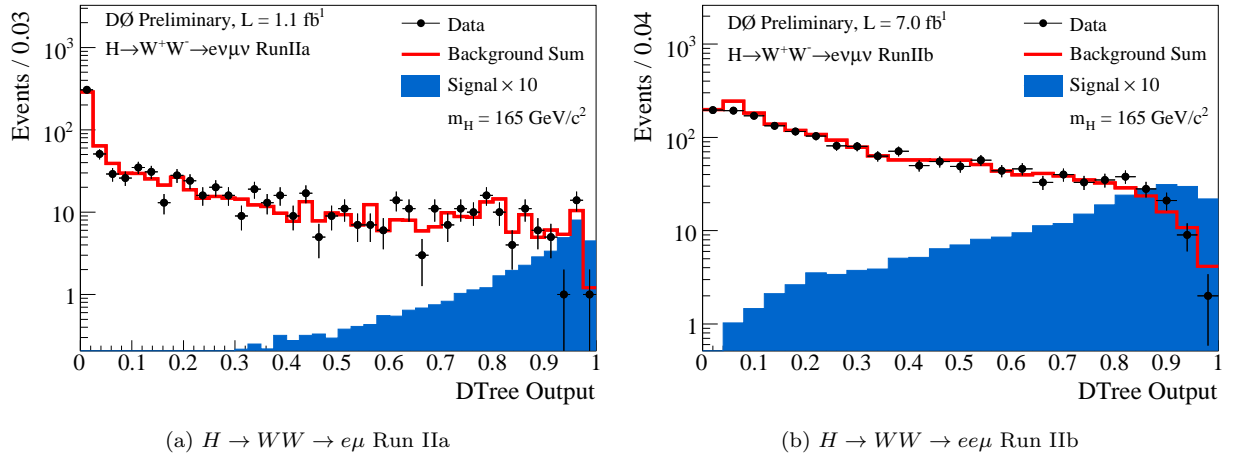 DØ Preliminary, L = 1.1 fb¹
H→W⁺W⁻→eνμν RunIIa
Data
Background Sum
Signal × 10
m_H = 165 GeV/c²
Events / 0.03
10³
10²
10
1
0 0.1 0.2 0.3 0.4 0.5 0.6 0.7 0.8 0.9 1
DTree Output
(a) H → WW → eμ Run IIa
DØ Preliminary, L = 7.0 fb¹
H→W⁺W⁻→eνμν RunIIb
Data
Background Sum
Signal × 10
m_H = 165 GeV/c²
Events / 0.04
10³
10²
10
1
0 0.1 0.2 0.3 0.4 0.5 0.6 0.7 0.8 0.9 1
DTree Output
(b) H → WW → eeμ Run IIb